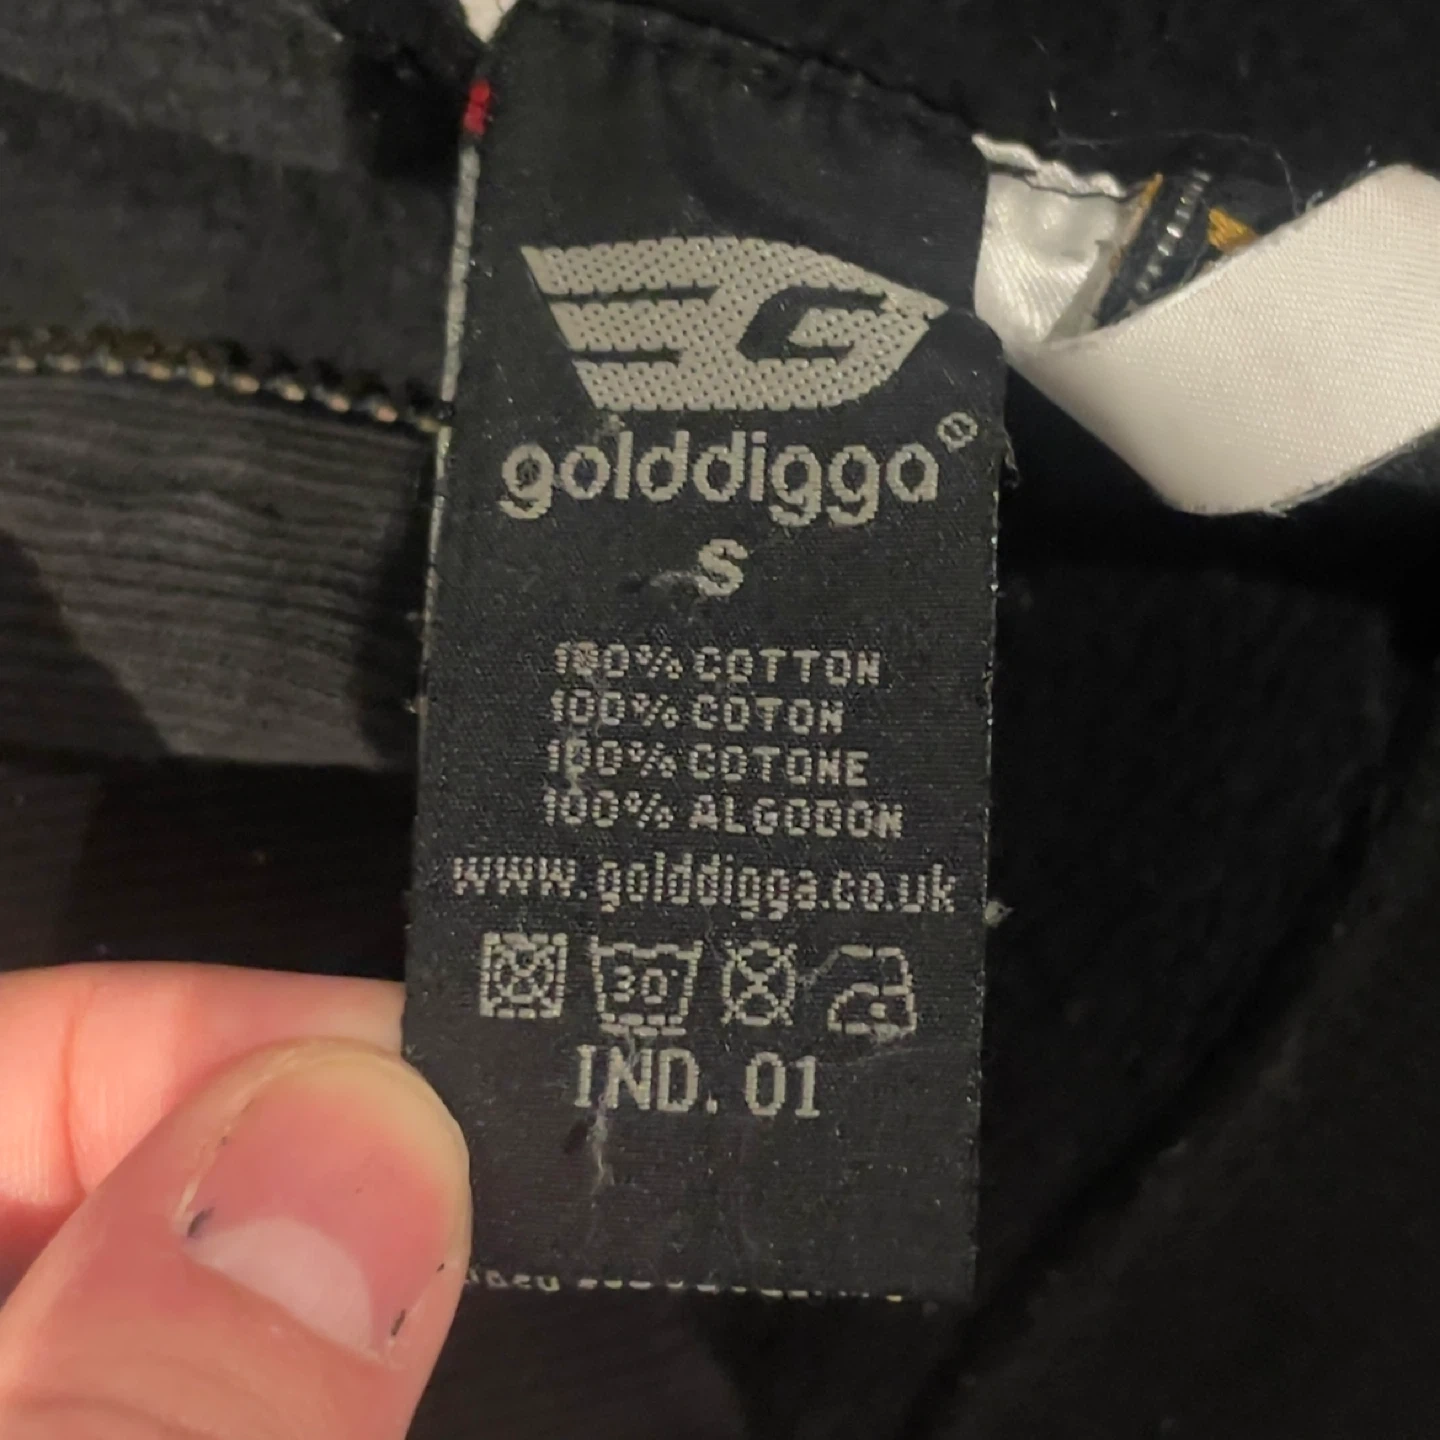 G
golddigga®
S
100% COTTON
100% COTON
100% COTONE
100% ALGODON
www.golddigga.co.uk
30°
IND. 01